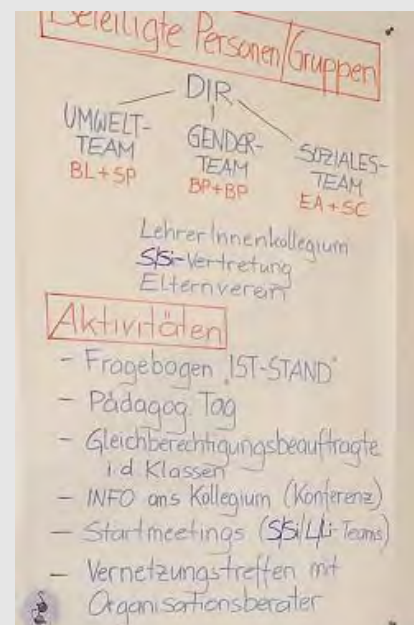 Beteiligte Personen/Gruppen
DIR
UMWELT-
TEAM
BL+SP
GENDER-
TEAM
BP+BP
SOZIALES-
TEAM
EA+SC
LehrerInnenkollegium
S/Si-Vertretung
Elternverein
Aktivitäten
- Fragebogen „IST-STAND“
- Pädagog. Tag
- Gleichberechtigungsbeauftragte
i.d. Klassen
- INFO ans Kollegium (Konferenz)
- Startmeetings (S/Si/L/Li-Teams)
- Vernetzungstreffen mit
Organisationsberater